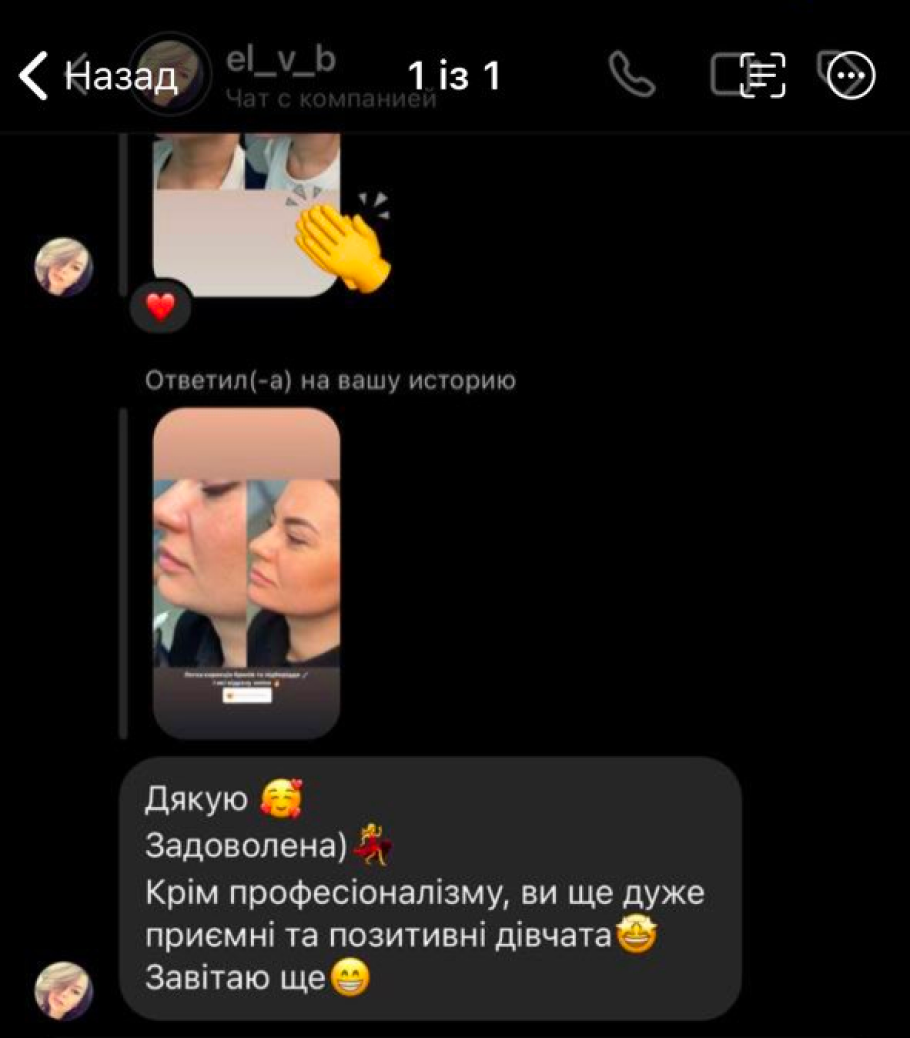 Назад
el_v_b
1 із 1
Чат с компанией
Ответил(-а) на вашу историю
Дякую 🥰
Задоволена)💃
Крім професіоналізму, ви ще дуже
приємні та позитивні дівчата🤩
Завітаю ще😁